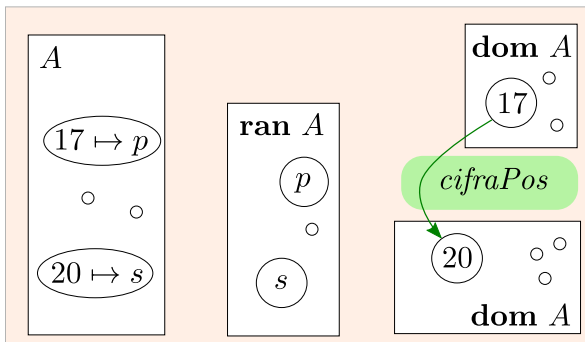 A
17 ↦ p
20 ↦ s
ran A
p
s
dom A
17
cifraPos
20
dom A